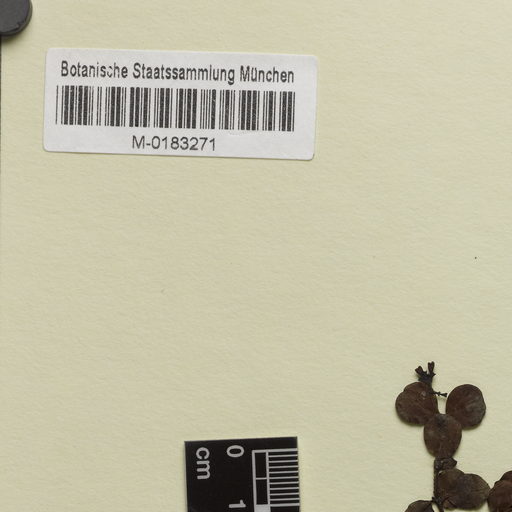 Botanische Staatssammlung München
M-0183271
0
cm
1